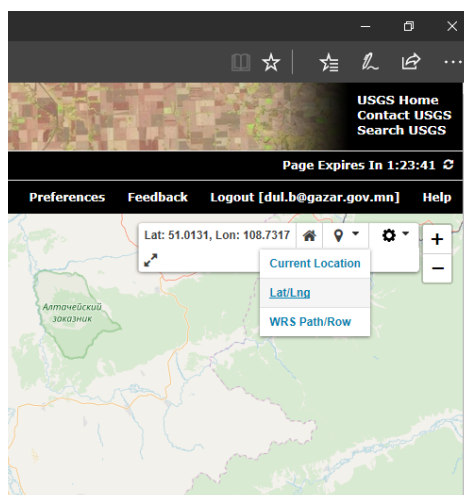 USGS Home
Contact USGS
Search USGS
Page Expires In 1:23:41
Preferences Feedback Logout [dul.b@gazar.gov.mn] Help
Lat: 51.0131, Lon: 108.7317
+
−
Current Location
Lat/Lng
WRS Path/Row
Алтачейский
заказник